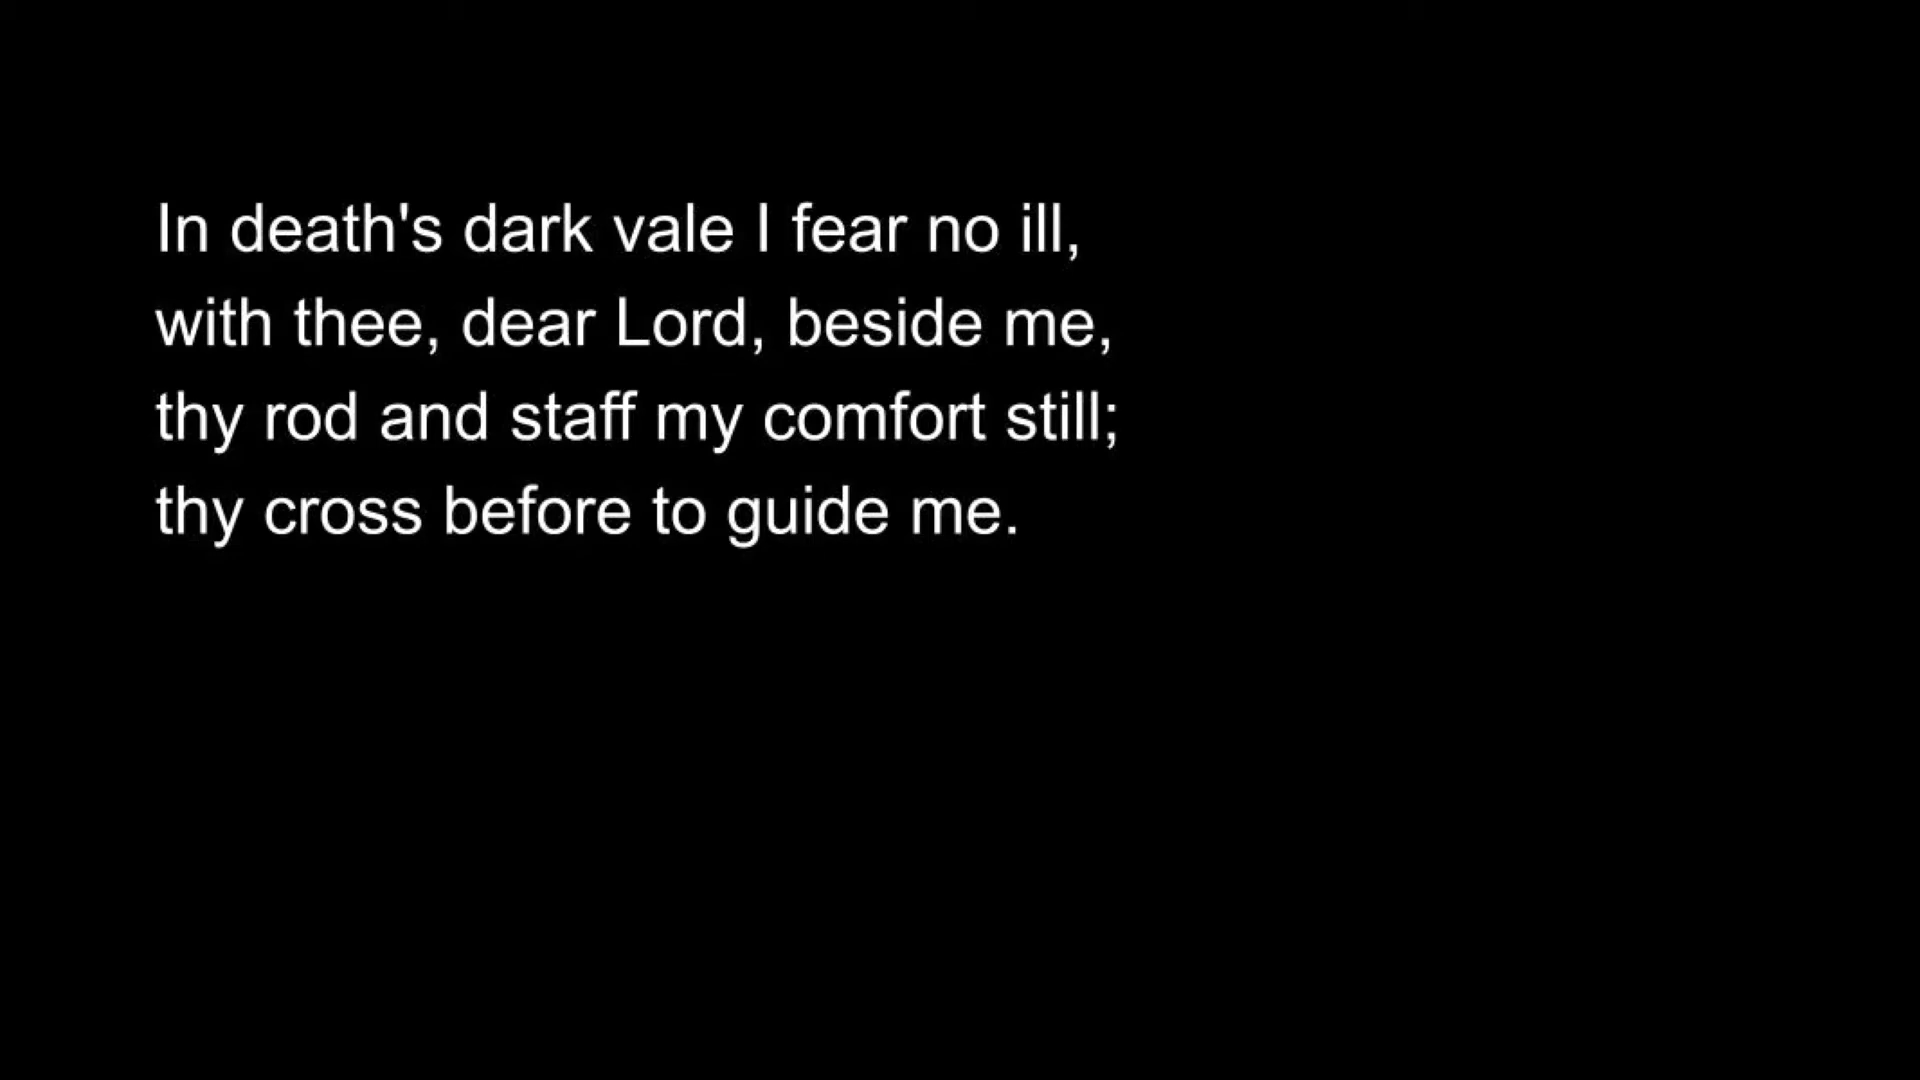 In death's dark vale I fear no ill,
with thee, dear Lord, beside me,
thy rod and staff my comfort still;
thy cross before to guide me.